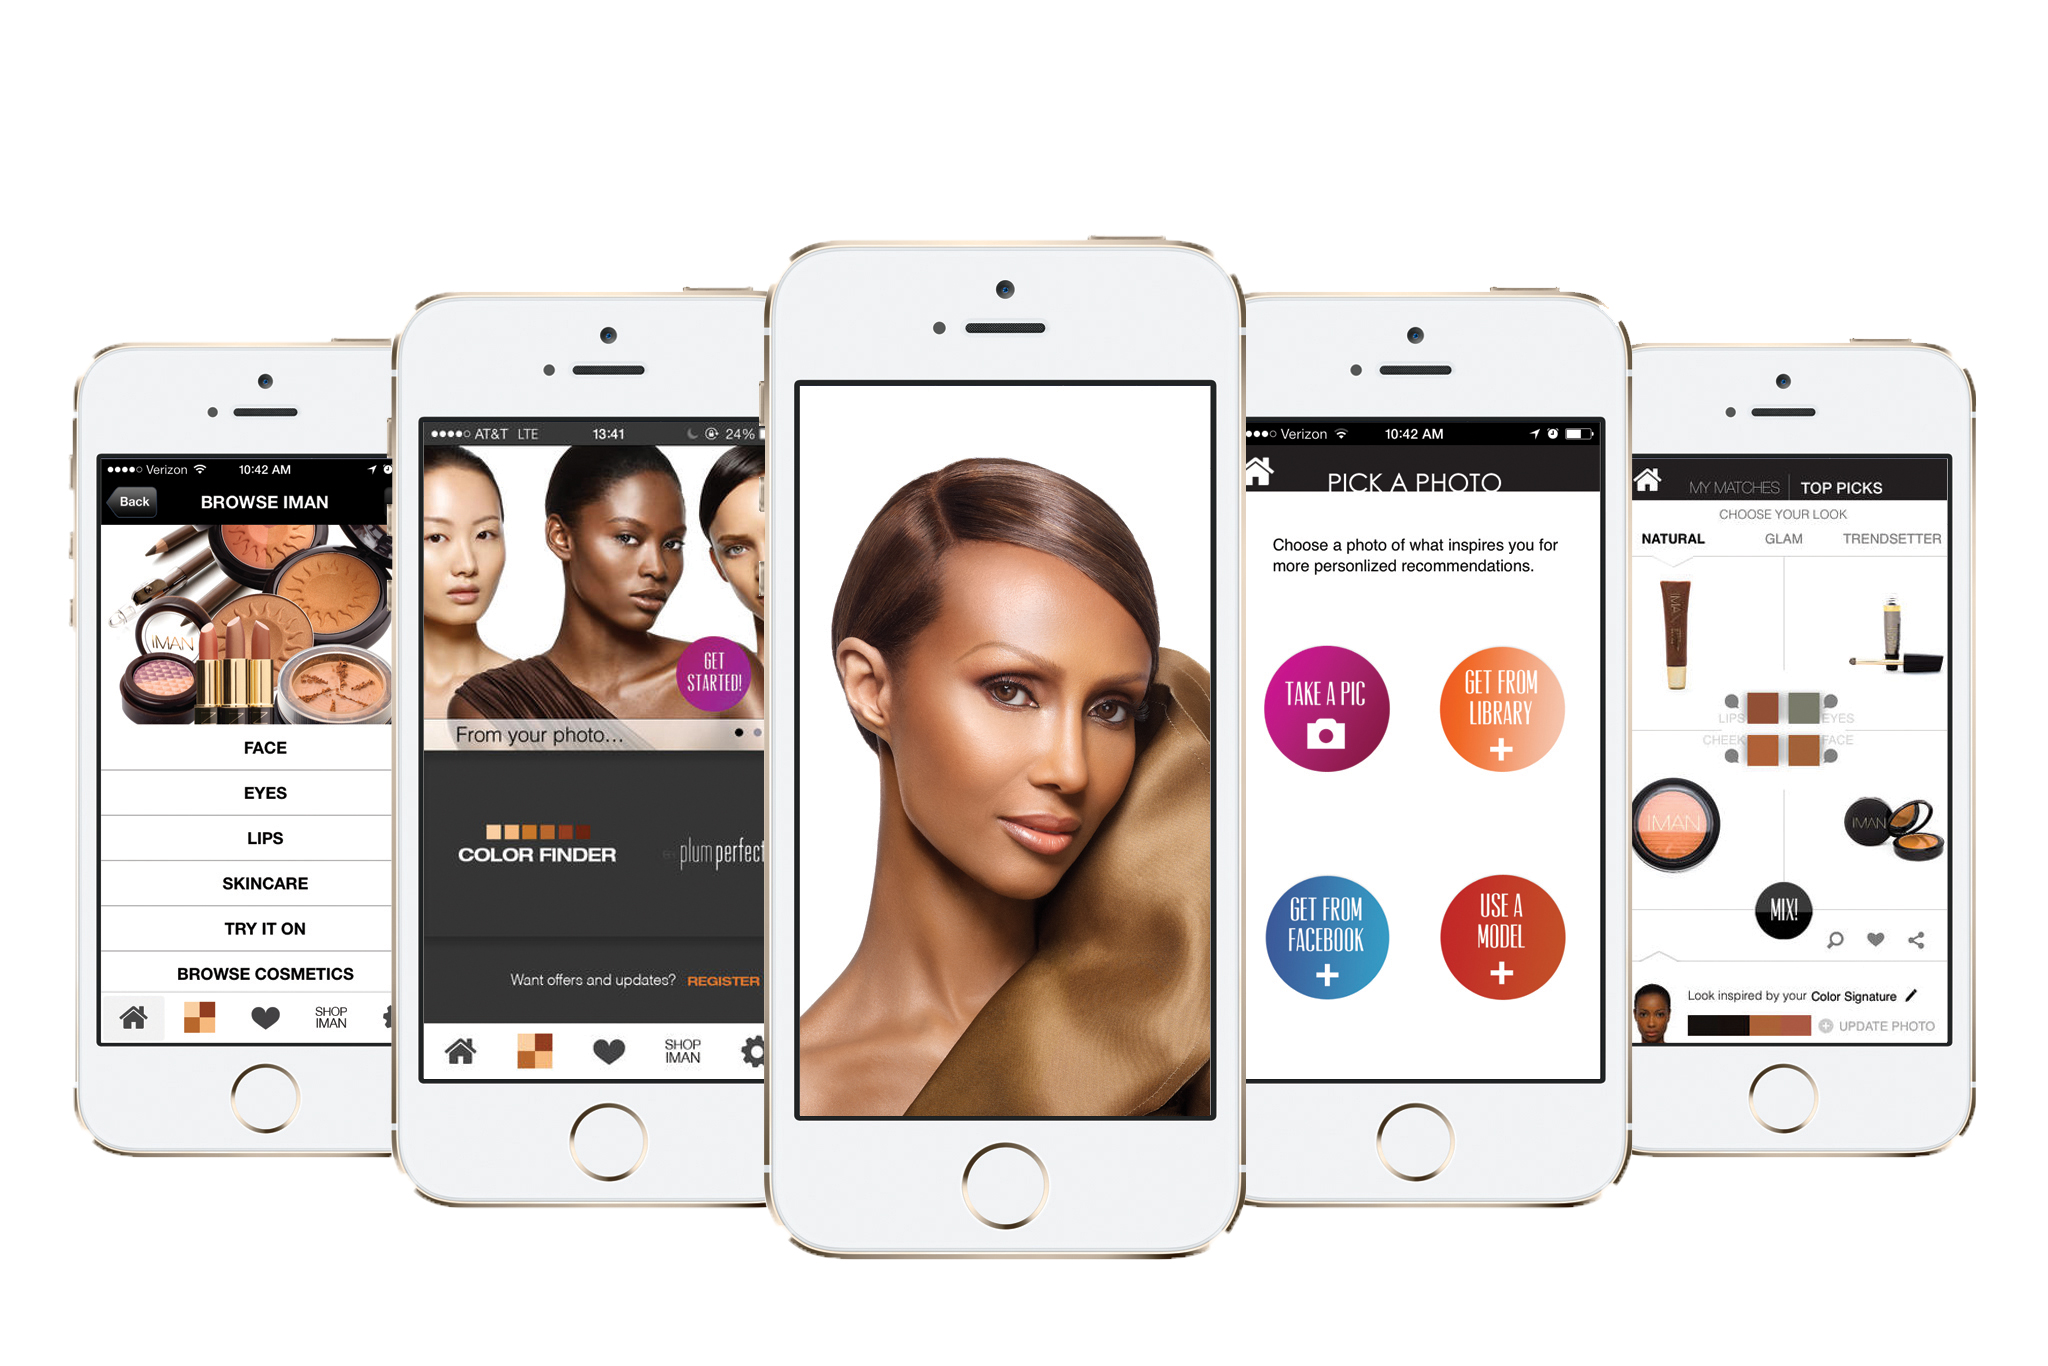 Verizon 10:42 AM
Back
BROWSE IMAN
IMAN
FACE
EYES
LIPS
SKINCARE
TRY IT ON
BROWSE COSMETICS
SHOP
IMAN
AT&T LTE 13:41 24%
GET
STARTED!
From your photo...
COLOR FINDER
BY plum perfect
Want offers and updates? REGISTER
SHOP
IMAN
Verizon 10:42 AM
PICK A PHOTO
Choose a photo of what inspires you for
more personlized recommendations.
TAKE A PIC
GET FROM
LIBRARY
+
GET FROM
FACEBOOK
+
USE A
MODEL
+
MY MATCHES | TOP PICKS
CHOOSE YOUR LOOK
NATURAL GLAM TRENDSETTER
IMAN
LIPS EYES
CHEEK FACE
IMAN
IMAN
MIX!
Look inspired by your Color Signature
UPDATE PHOTO